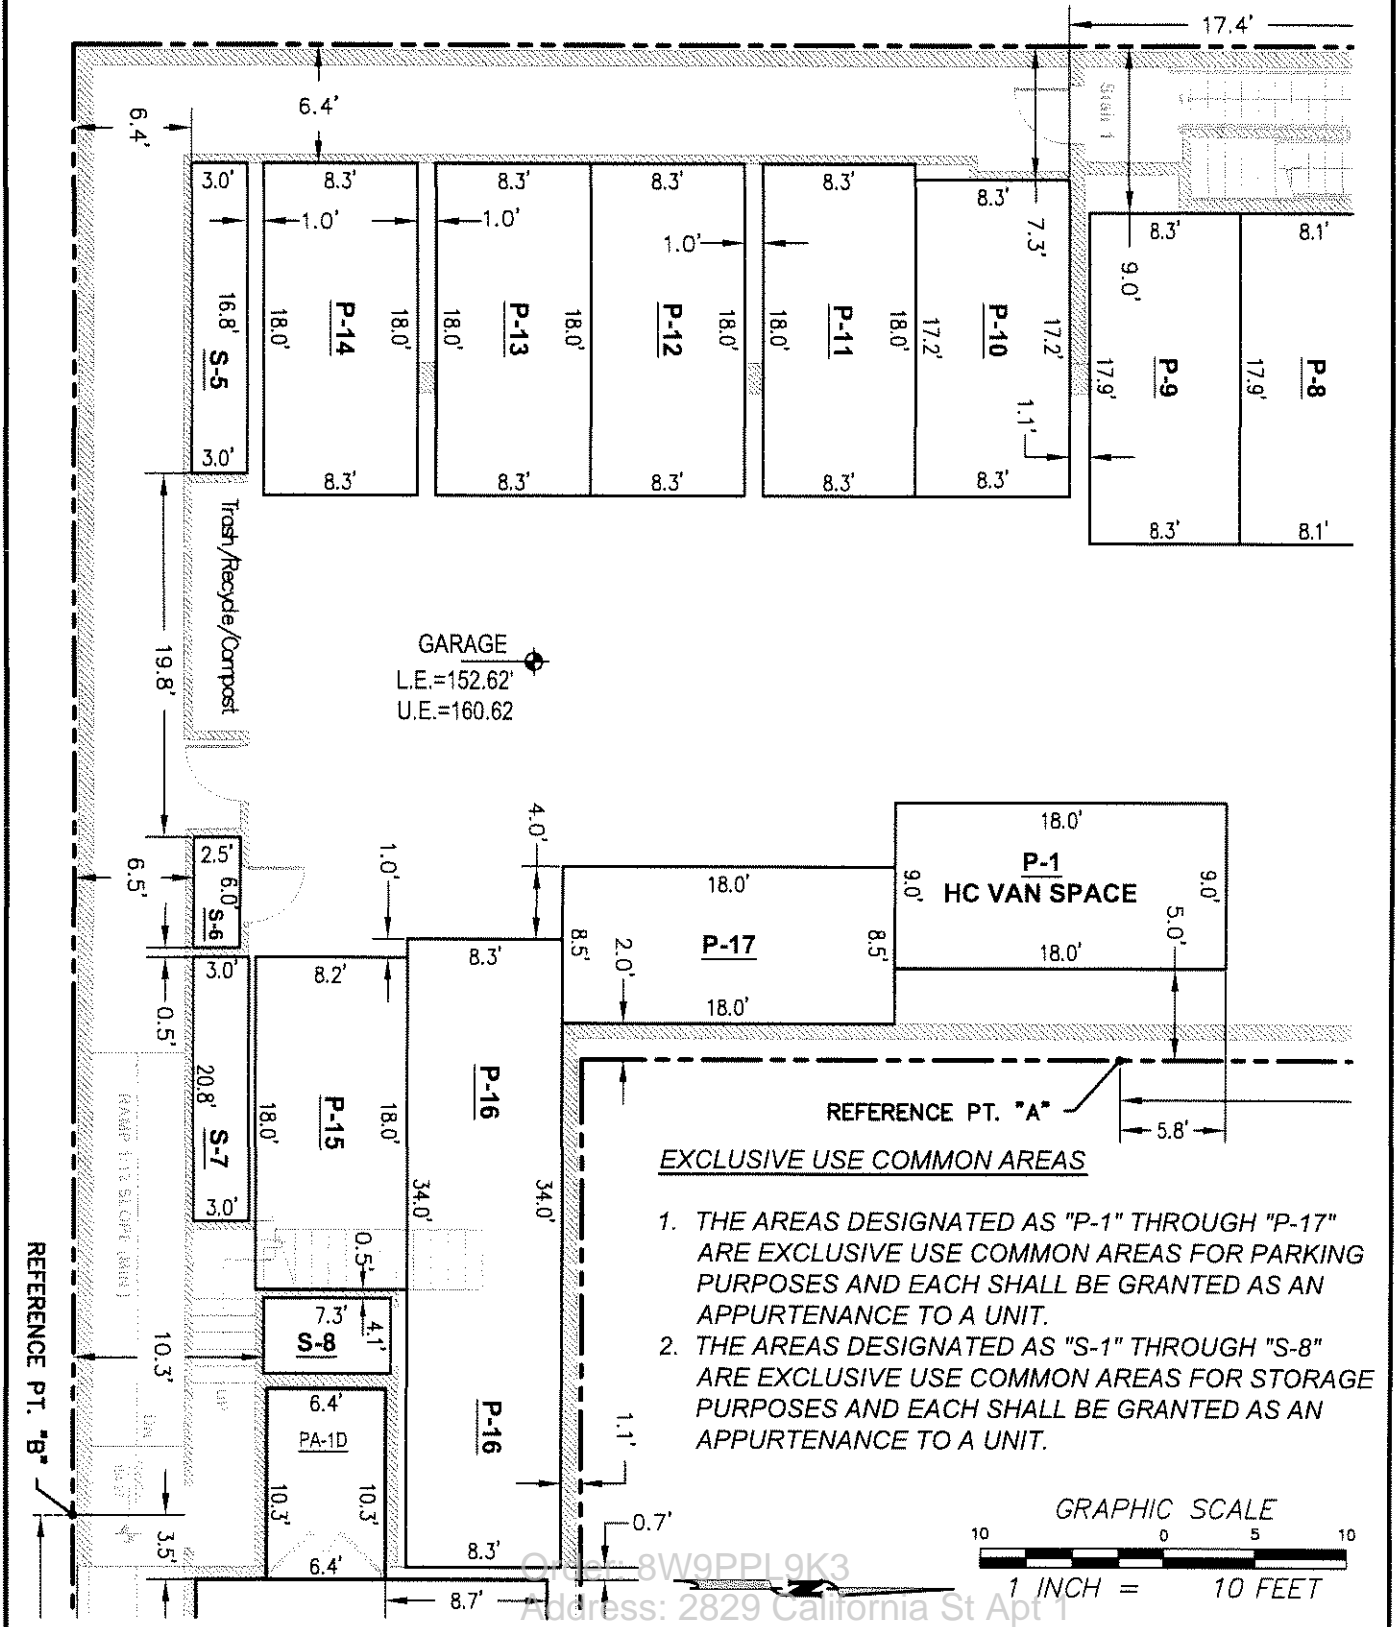 17.4'
6.4'
6.4'
Stair 1
7.3'
9.0'
3.0'
16.8'
S-5
3.0'
8.3'
1.0'
18.0'
P-14
18.0'
8.3'
8.3'
1.0'
18.0'
P-13
18.0'
8.3'
8.3'
1.0'
P-12
18.0'
8.3'
8.3'
18.0'
P-11
18.0'
8.3'
8.3'
17.2'
P-10
17.2'
1.1'
8.3'
8.3'
17.9'
P-9
17.9'
8.3'
8.1'
P-8
8.1'
Trash/Recycle/Compost
19.8'
GARAGE
L.E.=152.62'
U.E.=160.62
18.0'
P-1
HC VAN SPACE
9.0'
9.0'
18.0'
5.0'
4.0'
18.0'
P-17
8.5'
8.5'
2.0'
18.0'
2.5'
6.0'
S-6
6.5'
1.0'
0.5'
3.0'
20.8'
S-7
3.0'
8.2'
18.0'
P-15
18.0'
0.5'
8.3'
P-16
34.0'
34.0'
P-16
8.3'
7.3'
4.1'
S-8
6.4'
PA-1D
10.3'
10.3'
6.4'
8.7'
10.3'
3.5'
UP
1.1'
0.7'
REFERENCE PT. "B"
REFERENCE PT. "A"
5.8'
EXCLUSIVE USE COMMON AREAS
1. THE AREAS DESIGNATED AS "P-1" THROUGH "P-17"
ARE EXCLUSIVE USE COMMON AREAS FOR PARKING
PURPOSES AND EACH SHALL BE GRANTED AS AN
APPURTENANCE TO A UNIT.
2. THE AREAS DESIGNATED AS "S-1" THROUGH "S-8"
ARE EXCLUSIVE USE COMMON AREAS FOR STORAGE
PURPOSES AND EACH SHALL BE GRANTED AS AN
APPURTENANCE TO A UNIT.
GRAPHIC SCALE
10 0 5 10
1 INCH = 10 FEET
Order: 8W9PPL9K3
Address: 2829 California St Apt 1